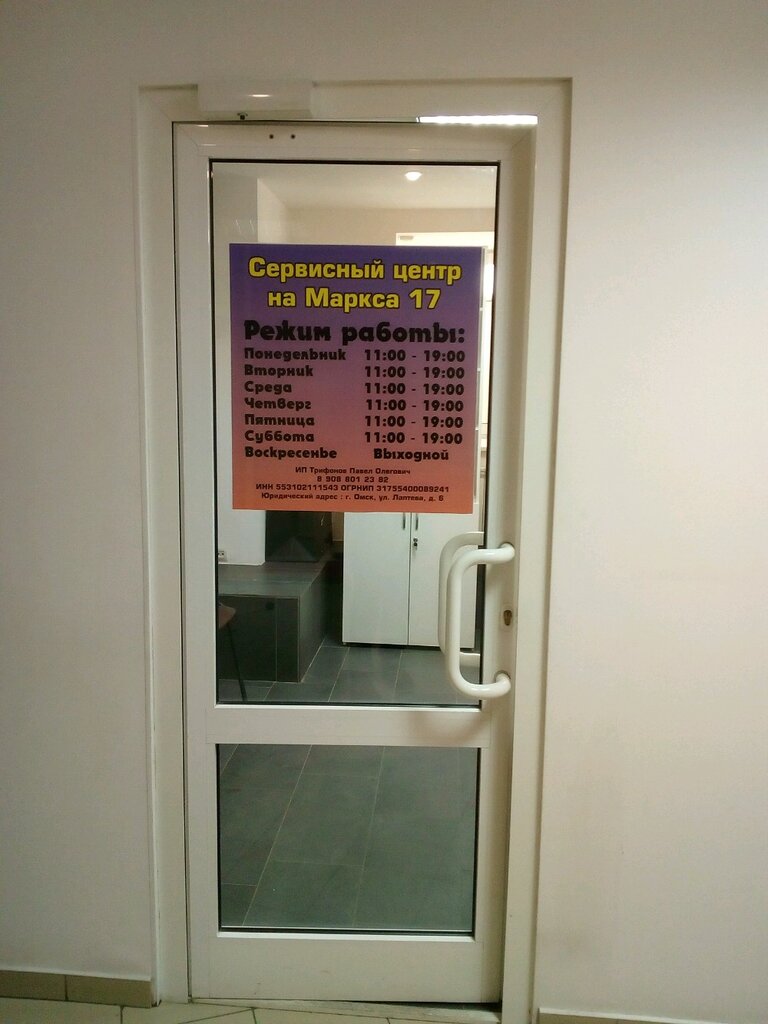 Сервисный центр
на Маркса 17
Режим работы:
Понедельник 11:00 - 19:00
Вторник 11:00 - 19:00
Среда 11:00 - 19:00
Четверг 11:00 - 19:00
Пятница 11:00 - 19:00
Суббота 11:00 - 19:00
Воскресенье Выходной
ИП Трифонов Павел Олегович
8 908 801 23 82
ИНН 553102111543 ОГРНИП 31755400089241
Юридический адрес : г. Омск, ул. Лаптева, д. 6